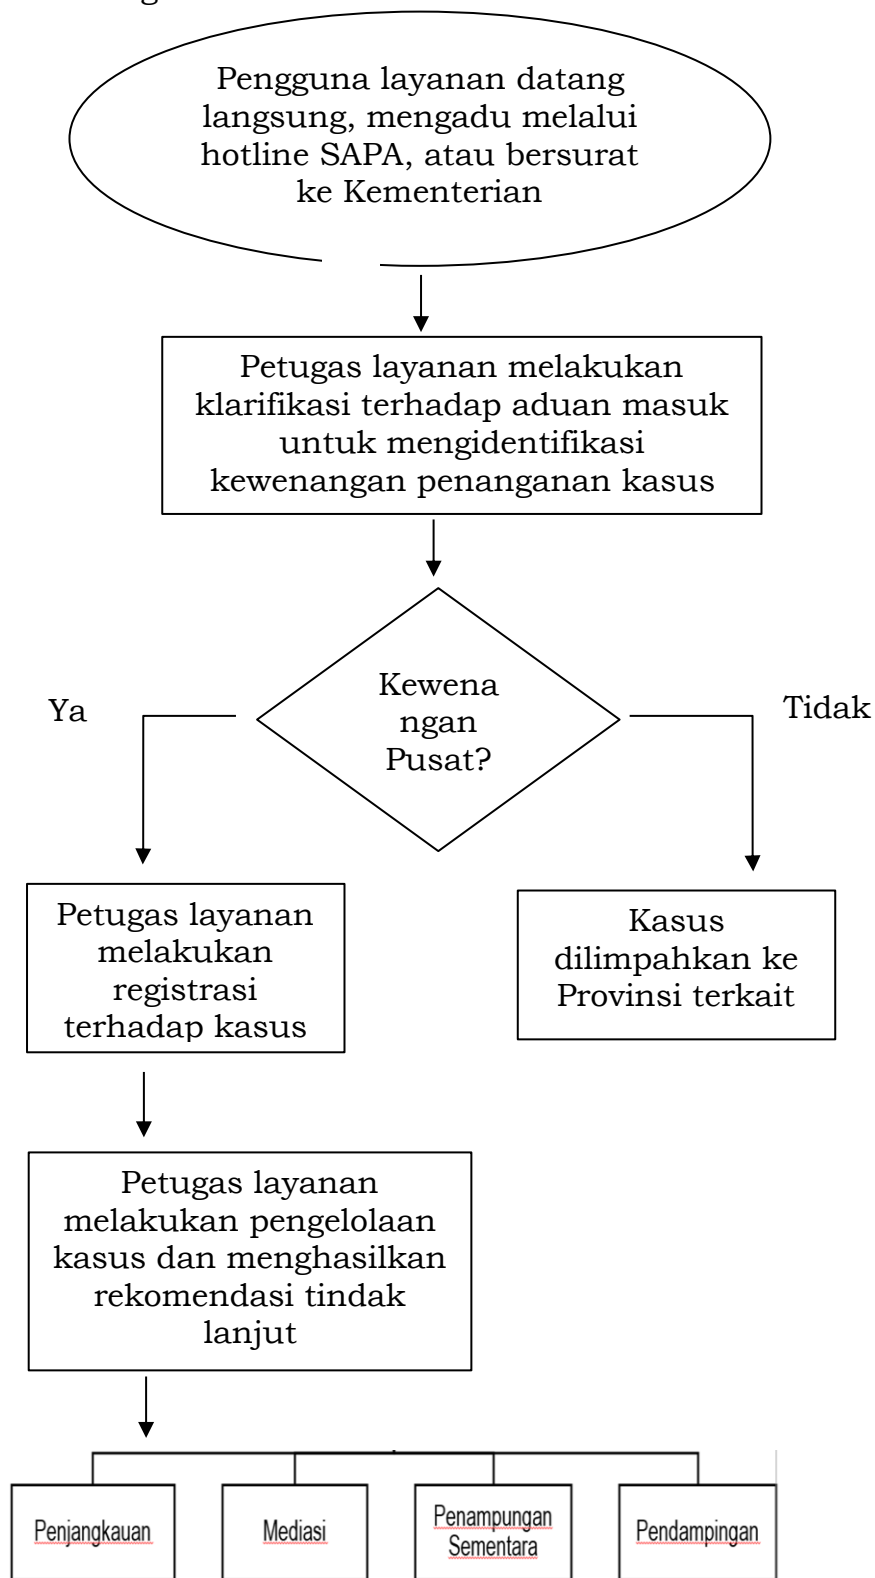 Pengguna layanan datang
langsung, mengadu melalui
hotline SAPA, atau bersurat
ke Kementerian
Petugas layanan melakukan
klarifikasi terhadap aduan masuk
untuk mengidentifikasi
kewenangan penanganan kasus
Kewena
ngan
Pusat?
Ya
Tidak
Petugas layanan
melakukan
registrasi
terhadap kasus
Kasus
dilimpahkan ke
Provinsi terkait
Petugas layanan
melakukan pengelolaan
kasus dan menghasilkan
rekomendasi tindak
lanjut
Penjangkauan
Mediasi
Penampungan
Sementara
Pendampingan